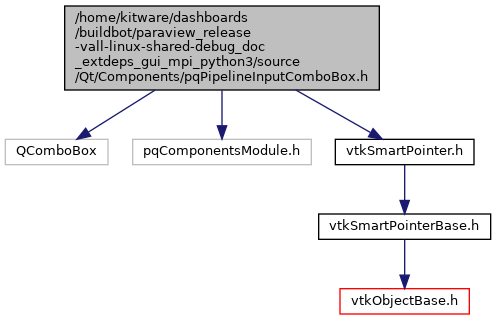 /home/kitware/dashboards
/buildbot/paraview_release
-vall-linux-shared-debug_doc
_extdeps_gui_mpi_python3/source
/Qt/Components/pqPipelineInputComboBox.h
QComboBox
pqComponentsModule.h
vtkSmartPointer.h
vtkSmartPointerBase.h
vtkObjectBase.h